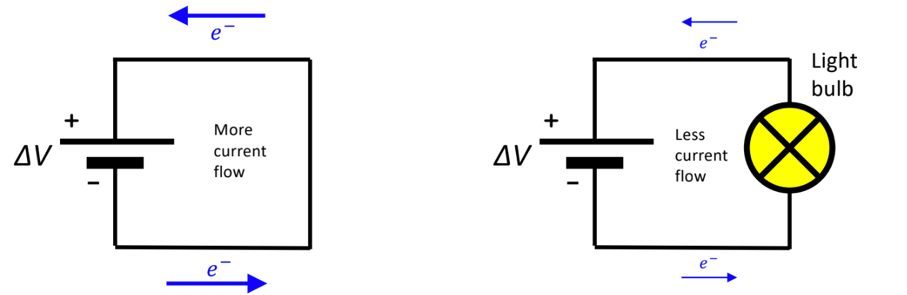 e⁻
+
ΔV
−
More
current
flow
e⁻
e⁻
Light
bulb
+
ΔV
−
Less
current
flow
e⁻